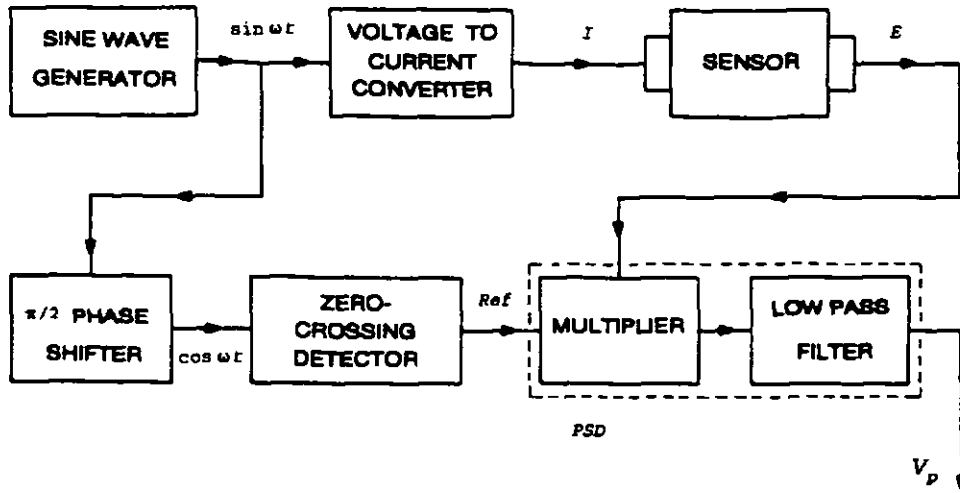 SINE WAVE
GENERATOR
sin ωt
VOLTAGE TO
CURRENT
CONVERTER
I
SENSOR
E
π/2 PHASE
SHIFTER
cos ωt
ZERO-
CROSSING
DETECTOR
Ref
MULTIPLIER
LOW PASS
FILTER
PSD
V_p